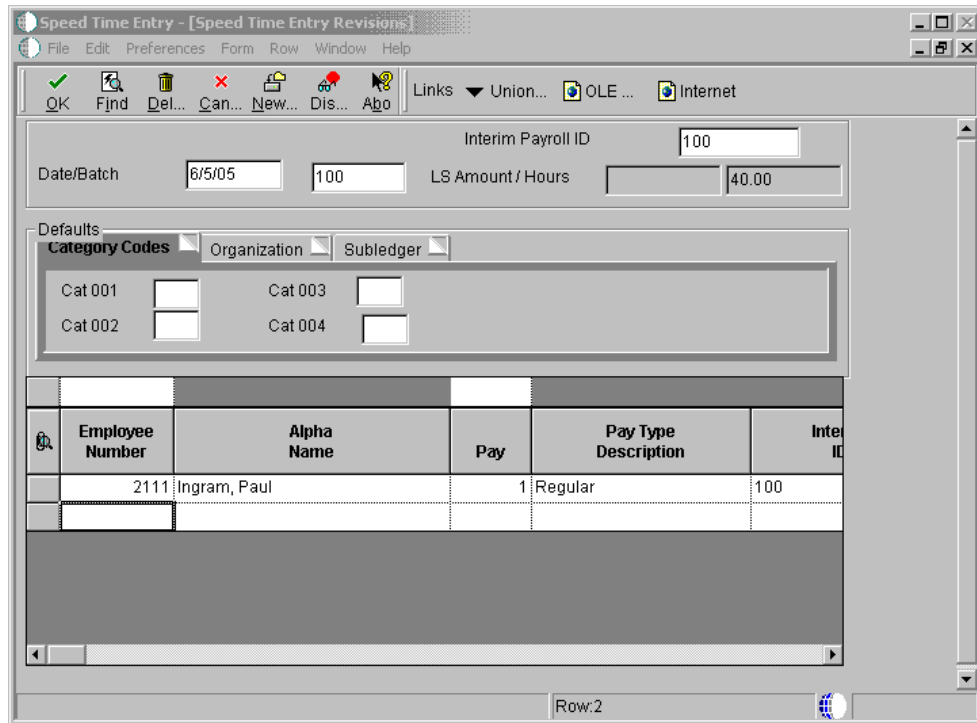 Speed Time Entry - [Speed Time Entry Revisions]
File Edit Preferences Form Row Window Help
OK Find Del... Can... New... Dis... Abo Links Union... OLE ... Internet
Interim Payroll ID 100
Date/Batch 6/5/05 100 LS Amount / Hours 40.00
Defaults
Category Codes Organization Subledger
Cat 001 Cat 003
Cat 002 Cat 004
Employee Number Alpha Name Pay Pay Type Description Inter ID
2111 Ingram, Paul 1 Regular 100
Row:2